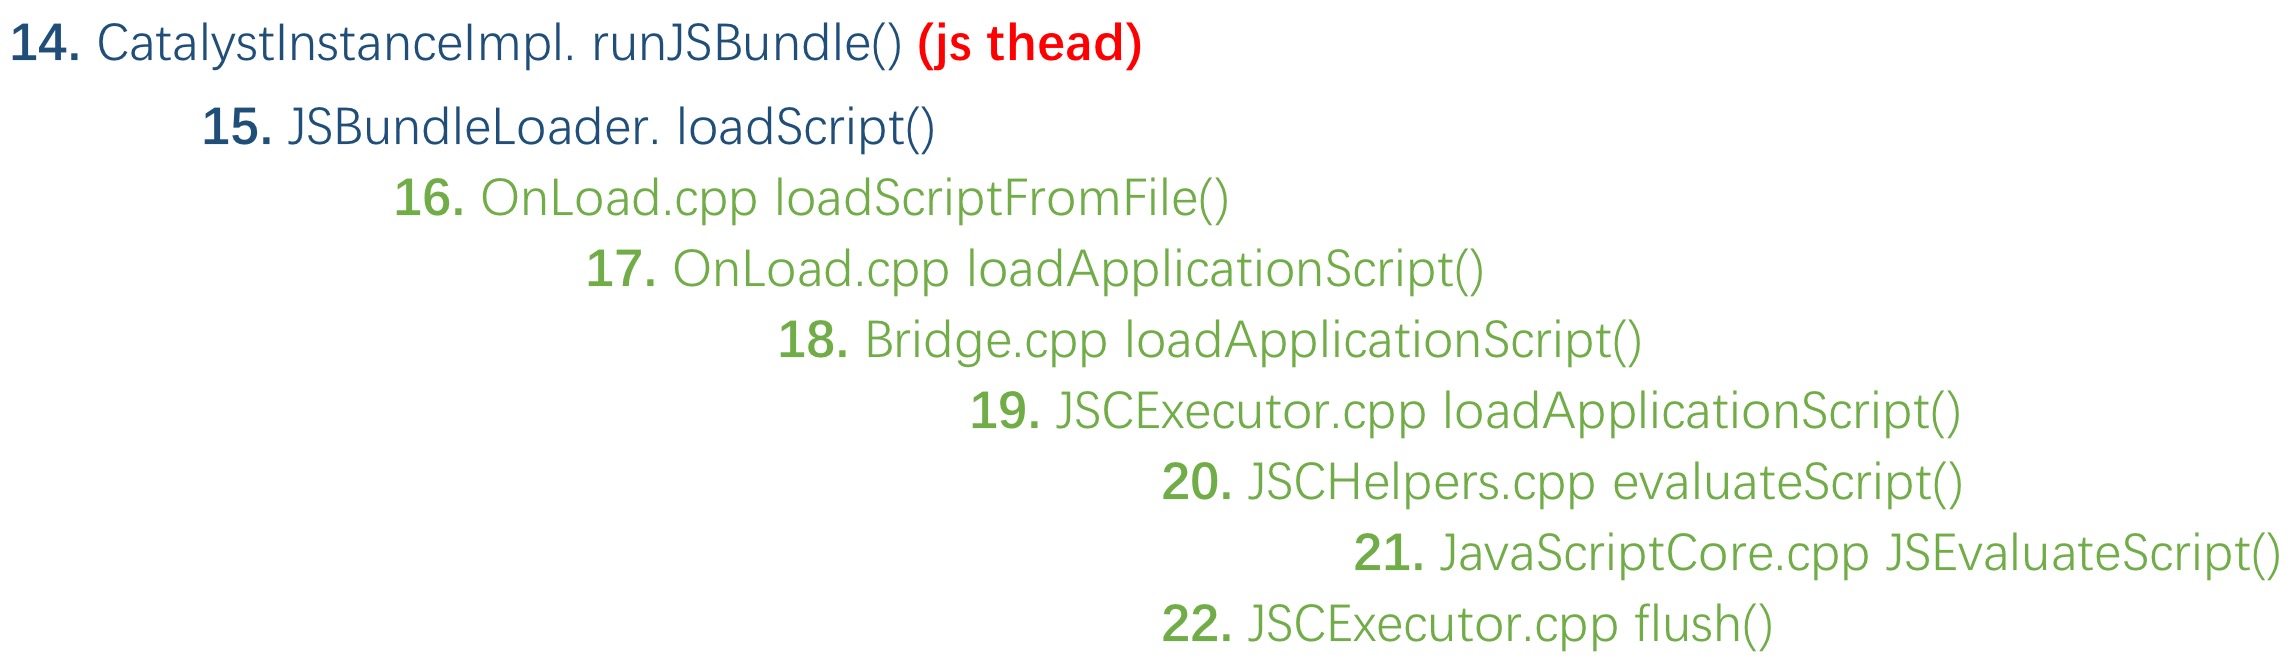 14. CatalystInstanceImpl. runJSBundle() (js thead)
15. JSBundleLoader. loadScript()
16. OnLoad.cpp loadScriptFromFile()
17. OnLoad.cpp loadApplicationScript()
18. Bridge.cpp loadApplicationScript()
19. JSCExecutor.cpp loadApplicationScript()
20. JSCHelpers.cpp evaluateScript()
21. JavaScriptCore.cpp JSEvaluateScript()
22. JSCExecutor.cpp flush()